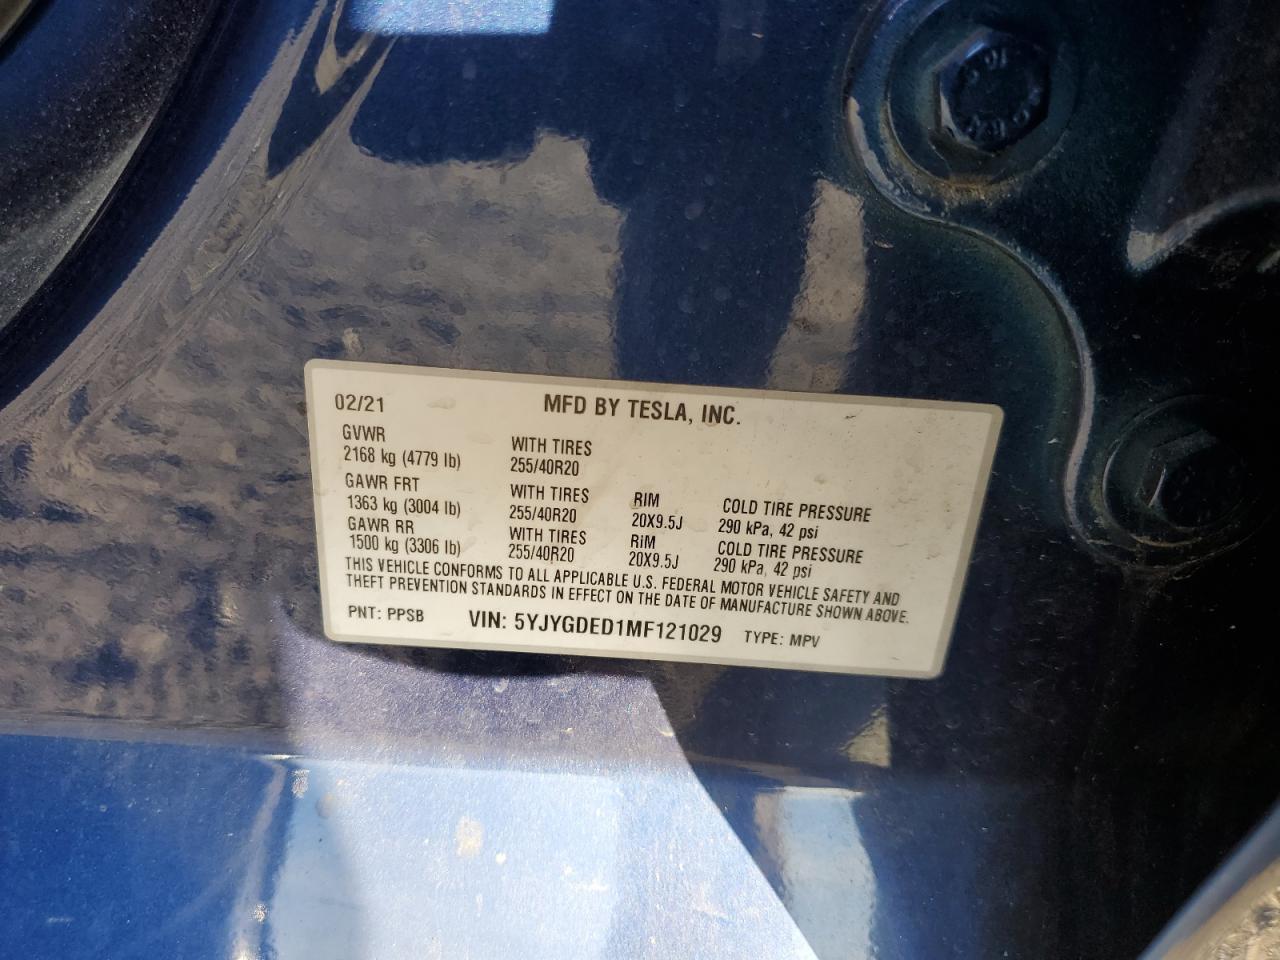 02/21 MFD BY TESLA, INC.
GVWR WITH TIRES
2168 kg (4779 lb) 255/40R20
GAWR FRT WITH TIRES RIM COLD TIRE PRESSURE
1363 kg (3004 lb) 255/40R20 20X9.5J 290 kPa, 42 psi
GAWR RR WITH TIRES RiM COLD TIRE PRESSURE
1500 kg (3306 lb) 255/40R20 20X9.5J 290 kPa, 42 psi
THIS VEHICLE CONFORMS TO ALL APPLICABLE U.S. FEDERAL MOTOR VEHICLE SAFETY AND
THEFT PREVENTION STANDARDS IN EFFECT ON THE DATE OF MANUFACTURE SHOWN ABOVE.
PNT: PPSB VIN: 5YJYGDED1MF121029 TYPE: MPV